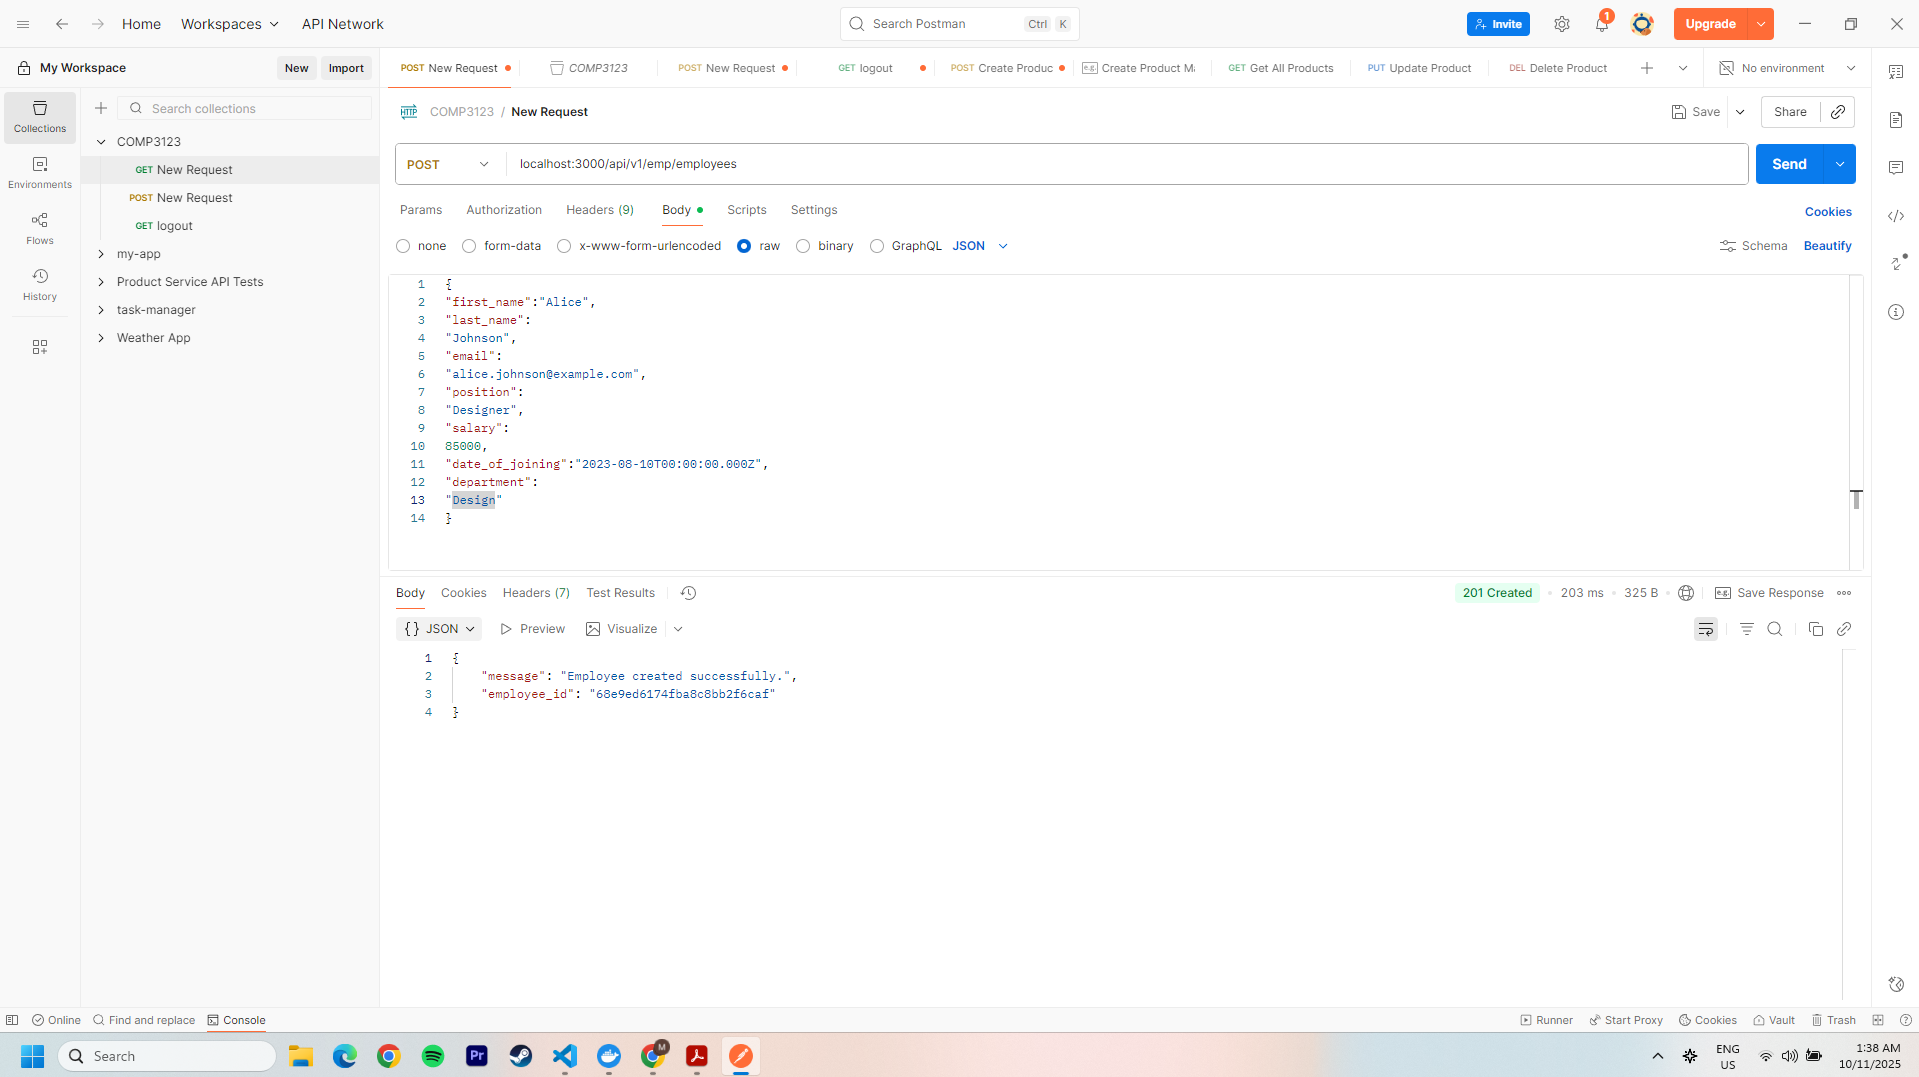 Home Workspaces API Network Search Postman Ctrl K Invite 1 Upgrade
My Workspace New Import POST New Request COMP3123 POST New Request GET logout POST Create Produc e.g. Create Product Ma GET Get All Products PUT Update Product DEL Delete Product No environment
Collections
Environments
Flows
History
Search collections
COMP3123
GET New Request
POST New Request
GET logout
my-app
Product Service API Tests
task-manager
Weather App
HTTP COMP3123 / New Request Save Share
POST localhost:3000/api/v1/emp/employees Send
Params Authorization Headers (9) Body Scripts Settings Cookies
none form-data x-www-form-urlencoded raw binary GraphQL JSON Schema Beautify
1 {
2 "first_name":"Alice",
3 "last_name":
4 "Johnson",
5 "email":
6 "alice.johnson@example.com",
7 "position":
8 "Designer",
9 "salary":
10 85000,
11 "date_of_joining":"2023-08-10T00:00:00.000Z",
12 "department":
13 "Design"
14 }
Body Cookies Headers (7) Test Results 201 Created 203 ms 325 B e.g. Save Response
{} JSON Preview Visualize
1 {
2 "message": "Employee created successfully.",
3 "employee_id": "68e9ed6174fba8c8bb2f6caf"
4 }
Online Find and replace Console Runner Start Proxy Cookies Vault Trash
Search Pr M ENG US 1:38 AM 10/11/2025